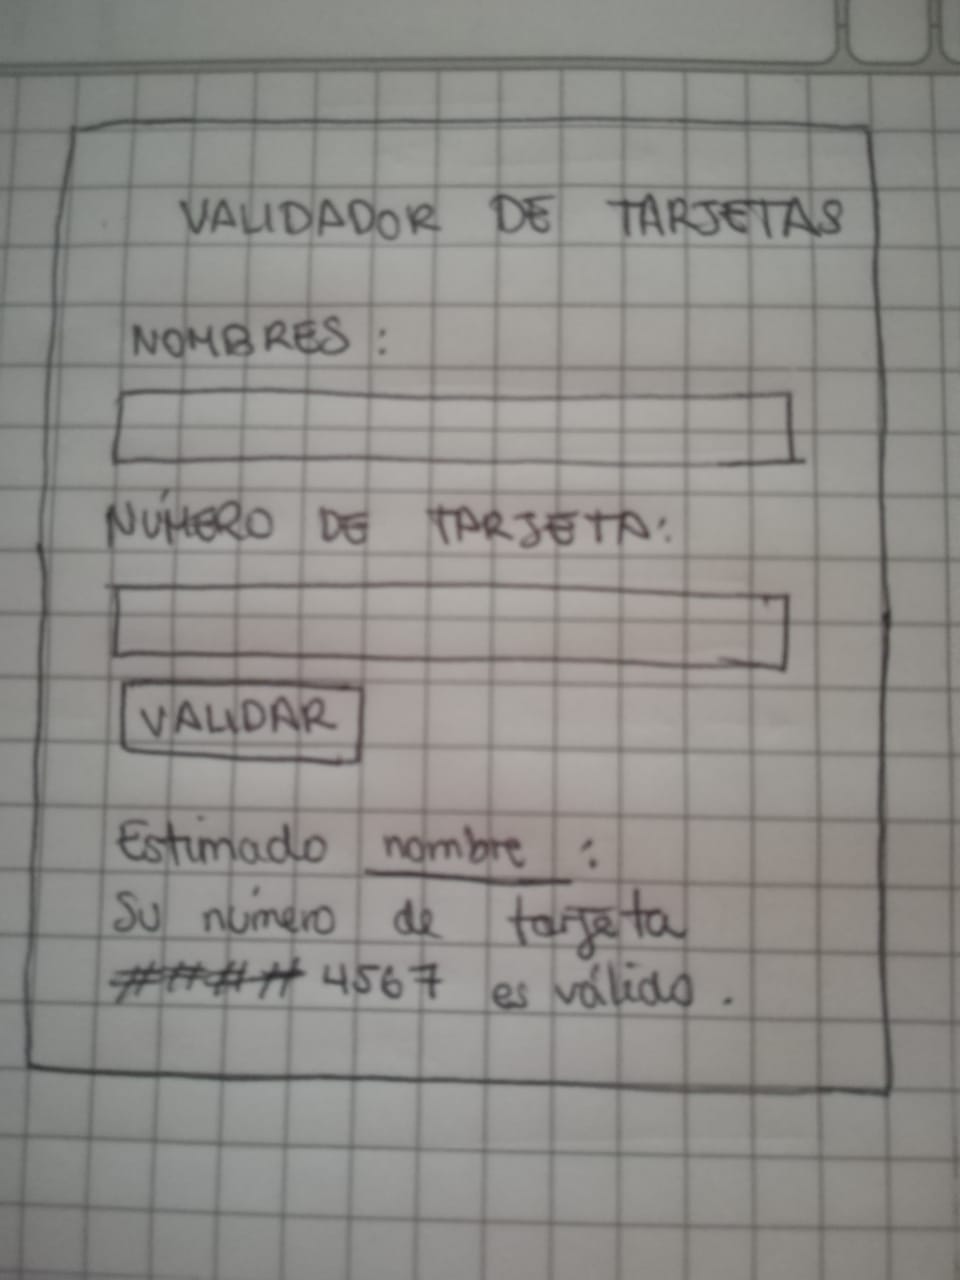 VALIDADOR DE TARJETAS
NOMBRES :
NÚMERO DE TARJETA:
VALIDAR
Estimado nombre :
Su número de tarjeta
#### 4567 es válido.